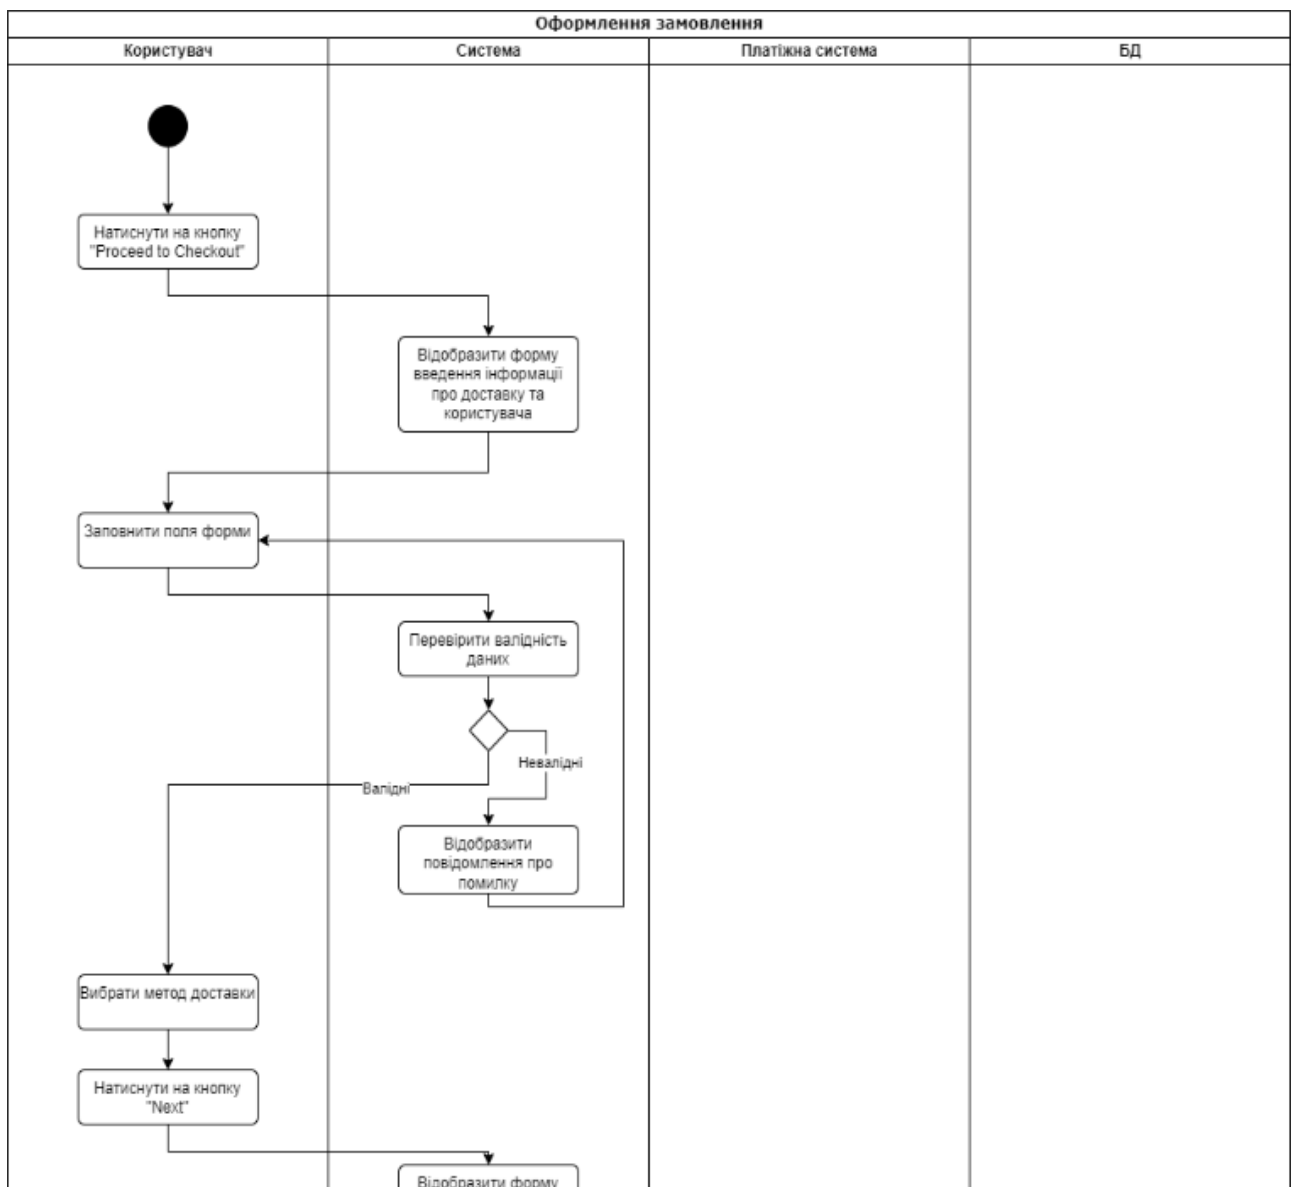 Оформлення замовлення
Користувач
Система
Платіжна система
БД
Натиснути на кнопку
"Proceed to Checkout"
Відобразити форму
введення інформації
про доставку та
користувача
Заповнити поля форми
Перевірити валідність
даних
Невалідні
Валідні
Відобразити
повідомлення про
помилку
Вибрати метод доставки
Натиснути на кнопку
"Next"
Відобразити форму